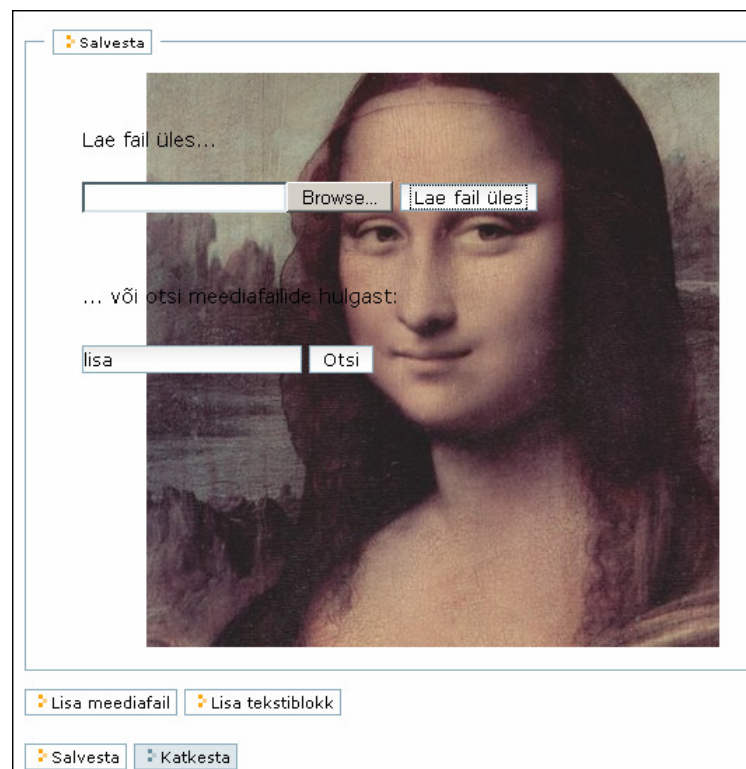 Salvesta
Lae fail üles...
Browse... Lae fail üles
... või otsi meediafailide hulgast:
lisa Otsi
Lisa meediafail Lisa tekstiblokk
Salvesta Katkesta